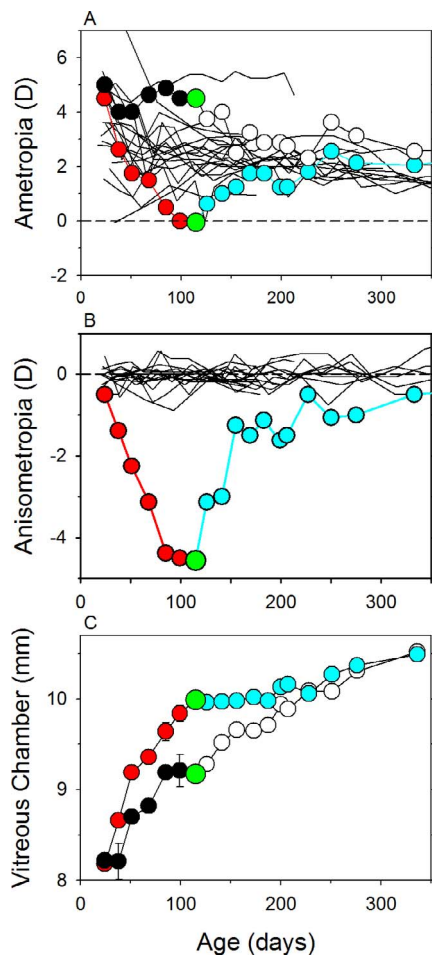 A
6
4
2
0
-2
Ametropia (D)
0 100 200 300
B
0
-2
-4
Anisometropia (D)
0 100 200 300
C
10
9
8
Vitreous Chamber (mm)
0 100 200 300
Age (days)